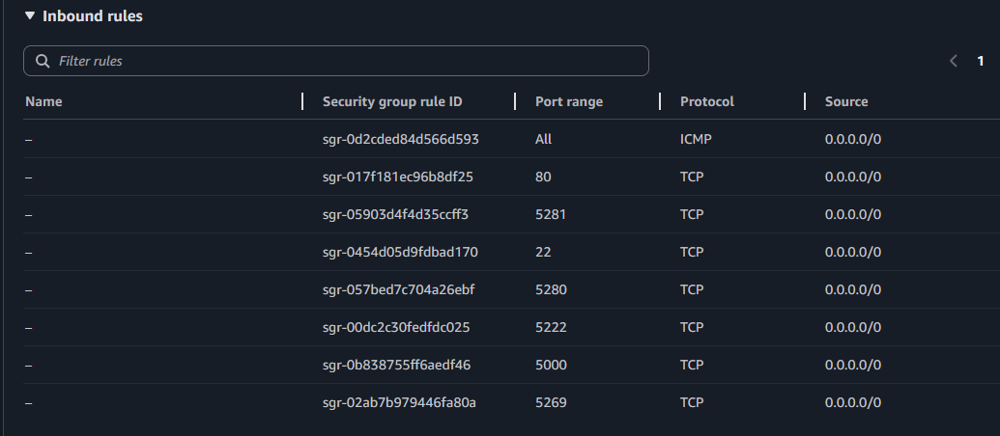 Inbound rules
Filter rules
1
Name Security group rule ID Port range Protocol Source
– sgr-0d2cded84d566d593 All ICMP 0.0.0.0/0
– sgr-017f181ec96b8df25 80 TCP 0.0.0.0/0
– sgr-05903d4f4d35ccff3 5281 TCP 0.0.0.0/0
– sgr-0454d05d9fdbad170 22 TCP 0.0.0.0/0
– sgr-057bed7c704a26ebf 5280 TCP 0.0.0.0/0
– sgr-00dc2c30fedfdc025 5222 TCP 0.0.0.0/0
– sgr-0b838755ff6aedf46 5000 TCP 0.0.0.0/0
– sgr-02ab7b979446fa80a 5269 TCP 0.0.0.0/0